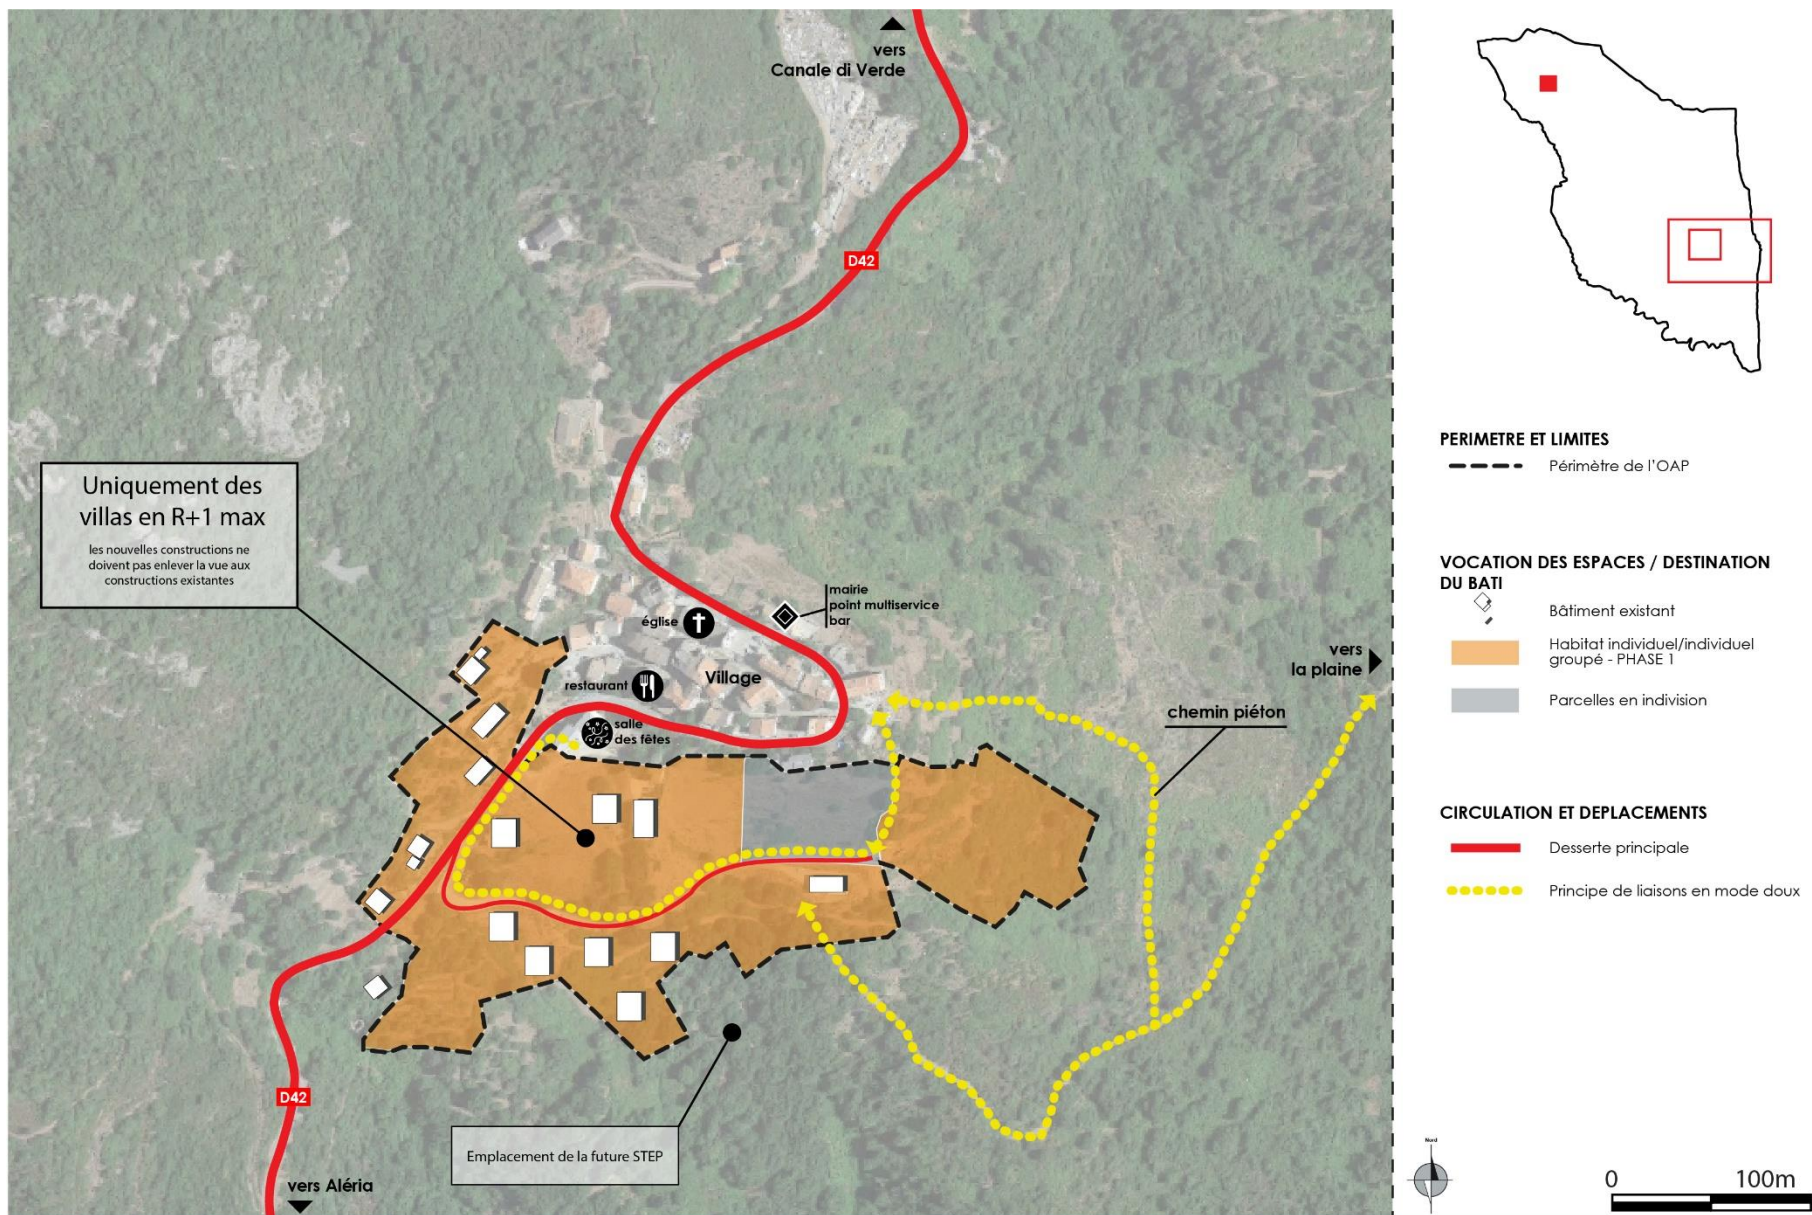 vers
Canale di Verde
D42
Uniquement des
villas en R+1 max
les nouvelles constructions ne
doivent pas enlever la vue aux
constructions existantes
mairie
point multiservice
bar
église
restaurant
Village
salle
des fêtes
vers
la plaine
chemin piéton
D42
Emplacement de la future STEP
vers Aléria
PERIMETRE ET LIMITES
Périmètre de l'OAP
VOCATION DES ESPACES / DESTINATION
DU BATI
Bâtiment existant
Habitat individuel/individuel
groupé - PHASE 1
Parcelles en indivision
CIRCULATION ET DEPLACEMENTS
Desserte principale
Principe de liaisons en mode doux
Nord
0 100m